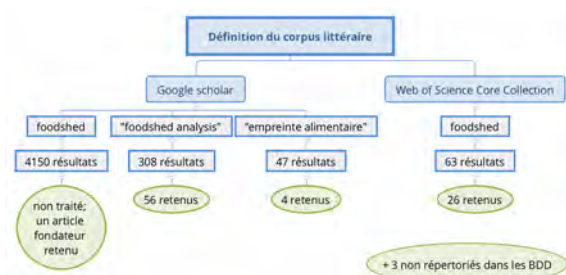 Définition du corpus littéraire
Google scholar
Web of Science Core Collection
foodshed
"foodshed analysis"
"empreinte alimentaire"
foodshed
4150 résultats
308 résultats
47 résultats
63 résultats
non traité;
un article
fondateur
retenu
56 retenus
4 retenus
26 retenus
+ 3 non répertoriés dans les BDD